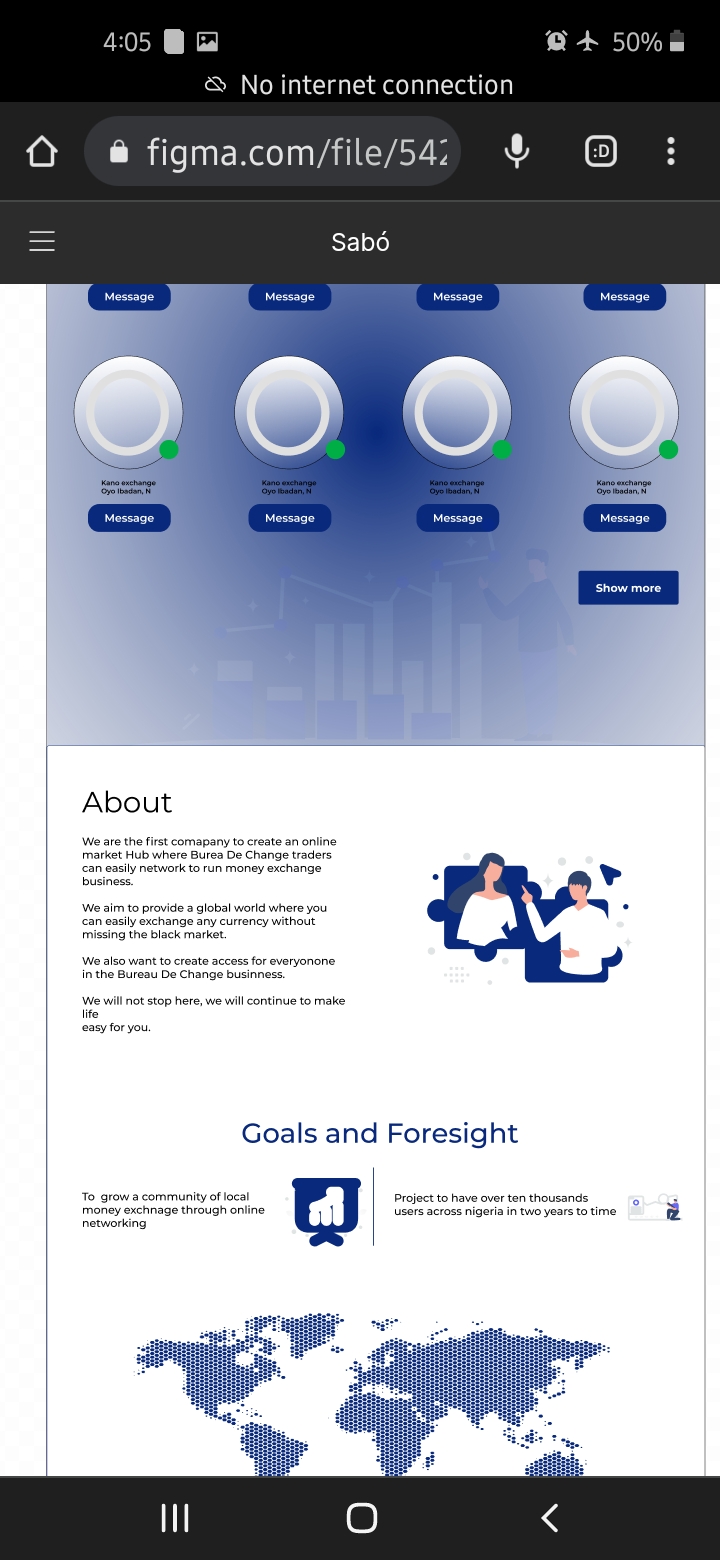 4:05
50%
No internet connection
figma.com/file/542
:D
Sabó
Message Message Message Message
Kano exchange Kano exchange Kano exchange Kano exchange
Oyo Ibadan, N Oyo Ibadan, N Oyo Ibadan, N Oyo Ibadan, N
Message Message Message Message
Show more
About
We are the first comapany to create an online
market Hub where Burea De Change traders
can easily network to run money exchange
business.
We aim to provide a global world where you
can easily exchange any currency without
missing the black market.
We also want to create access for everyonone
in the Bureau De Change businness.
We will not stop here, we will continue to make
life
easy for you.
Goals and Foresight
To grow a community of local
money exchnage through online
networking
Project to have over ten thousands
users across nigeria in two years to time